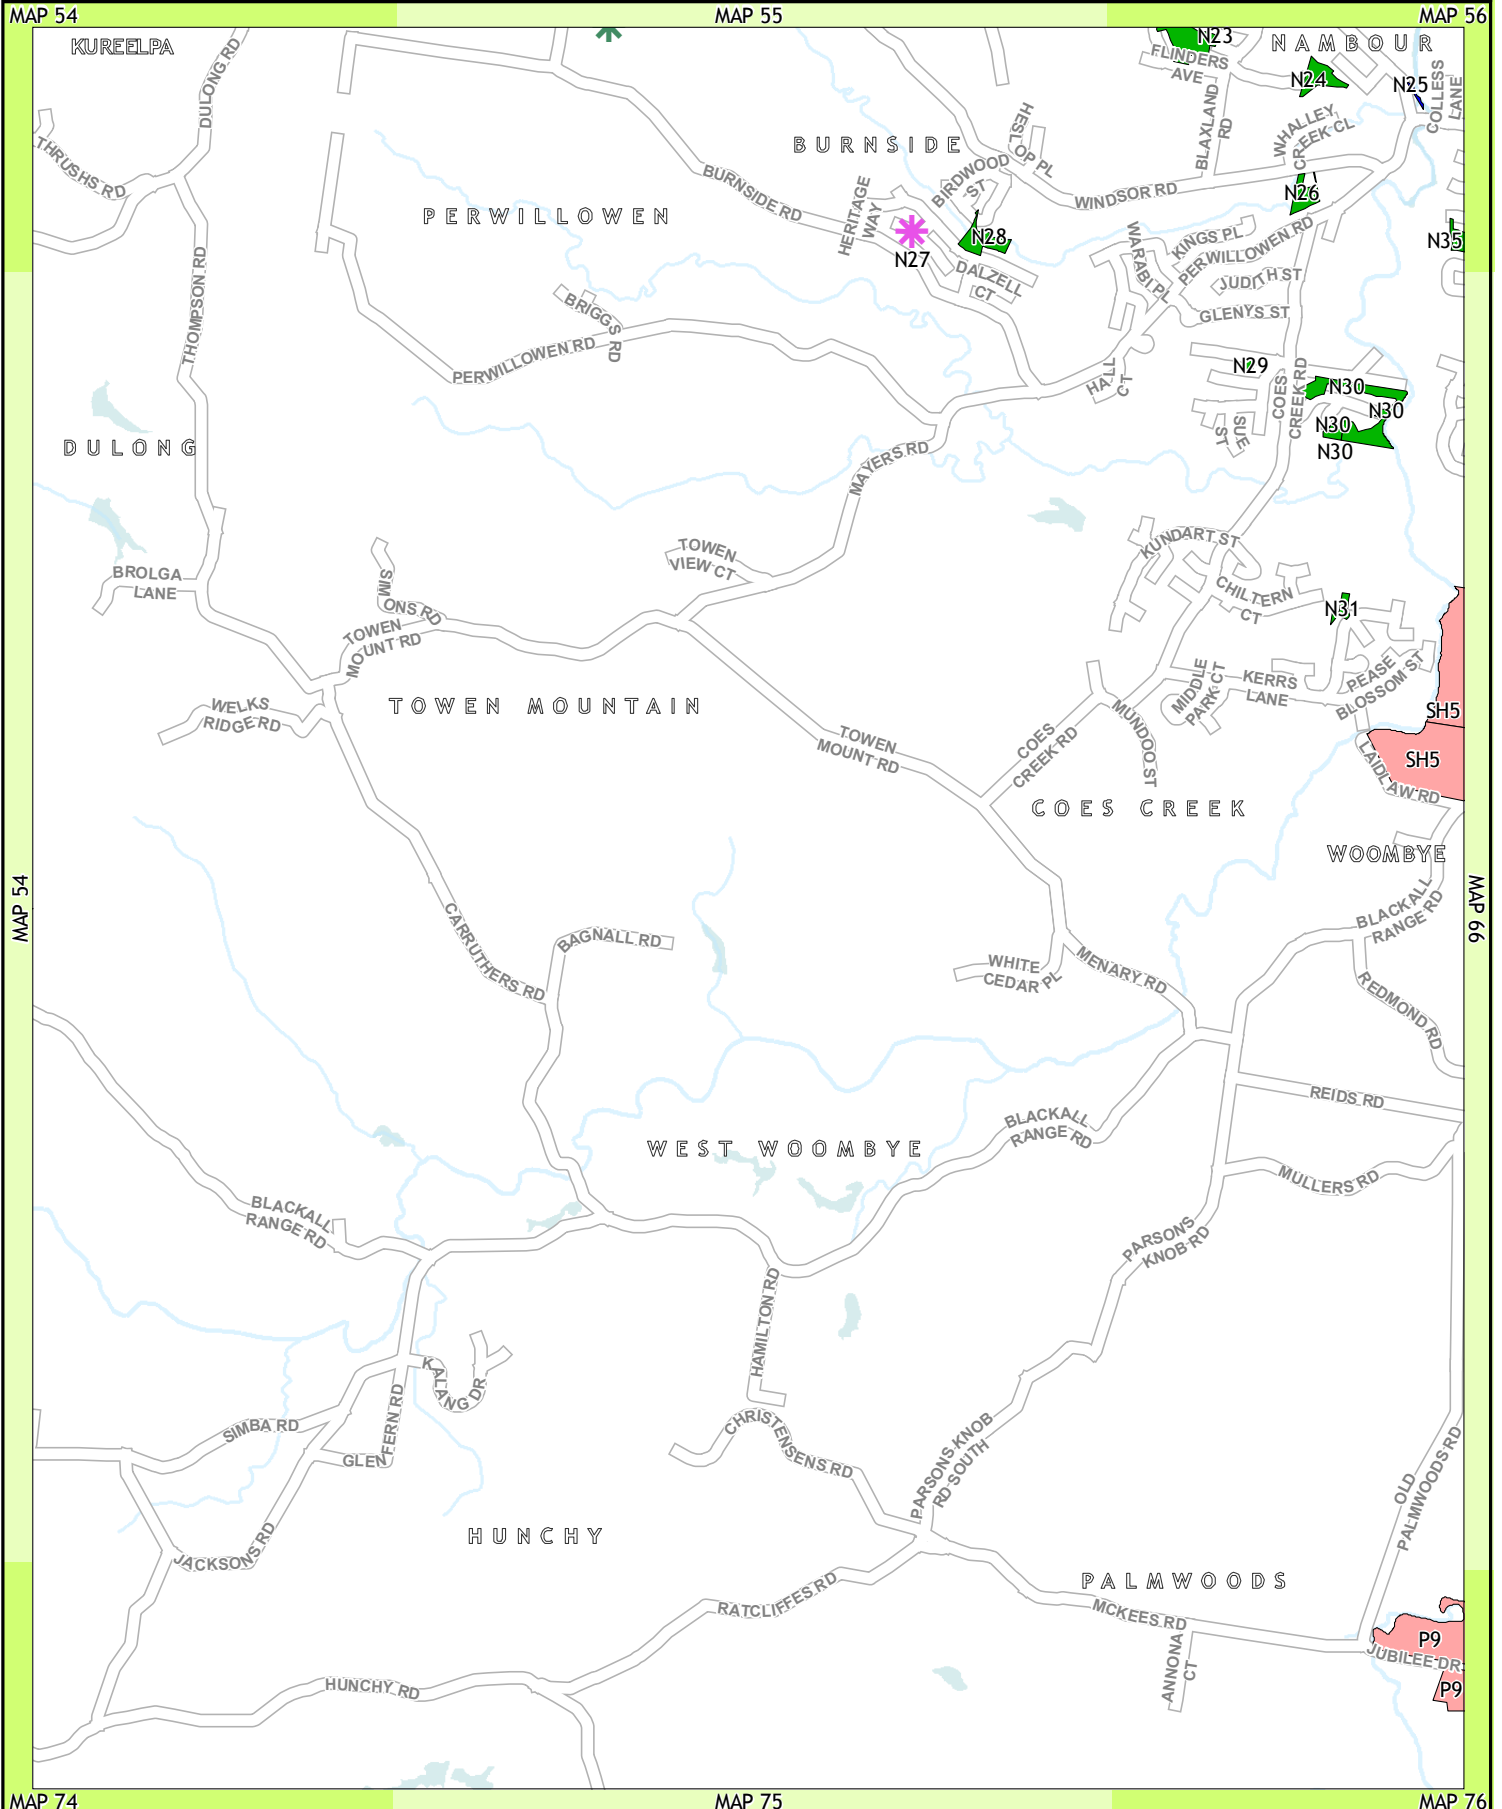 MAP 54
MAP 55
MAP 56
KUREELPA
DULONG RD
N23
NAMBOUR
FLINDERS
AVE
N24
N25
COLLESS
LANE
THRUSHS RD
BURNSIDE
HESLOP PL
BLAXLAND
RD
WHALLEY
CREEK CL
BURNSIDE RD
BIRDWOOD
ST
WINDSOR RD
N26
PERWILLOWEN
HERITAGE
WAY
N28
N35
N27
WARABI PL
KINGS PL
PERWILLOWEN RD
JUDITH ST
GLENYS ST
DALZELL
CT
THOMPSON RD
BRIGGS RD
PERWILLOWEN RD
HALL
CT
N29
COES
CREEK RD
N30
N30
N30
N30
SUE
ST
DULONG
MAYERS RD
TOWEN
VIEW CT
KUNDART ST
BROLGA
LANE
SIMONS RD
TOWEN
MOUNT RD
CHILTERN
CT
N31
WELKS
RIDGE RD
TOWEN MOUNTAIN
MIDDLE
PARK CT
KERRS
LANE
PEASE
BLOSSOM ST
SH5
SH5
TOWEN
MOUNT RD
COES
CREEK RD
MUNDOO ST
LAIDLAW RD
COES CREEK
WOOMBYE
MAP 54
MAP 66
CARRUTHERS RD
BAGNALL RD
WHITE
CEDAR PL
MENARY RD
BLACKALL
RANGE RD
REDMOND RD
REIDS RD
BLACKALL
RANGE RD
WEST WOOMBYE
MULLERS RD
BLACKALL
RANGE RD
PARSONS
KNOB RD
HAMILTON RD
KALANG DR
SIMBA RD
GLENFERN RD
CHRISTENSENS RD
PARSONS KNOB
RD SOUTH
OLD
PALMWOODS RD
JACKSONS RD
HUNCHY
PALMWOODS
RATCLIFFES RD
MCKEES RD
ANNONA
CT
P9
JUBILEE DR
P9
HUNCHY RD
MAP 74
MAP 75
MAP 76